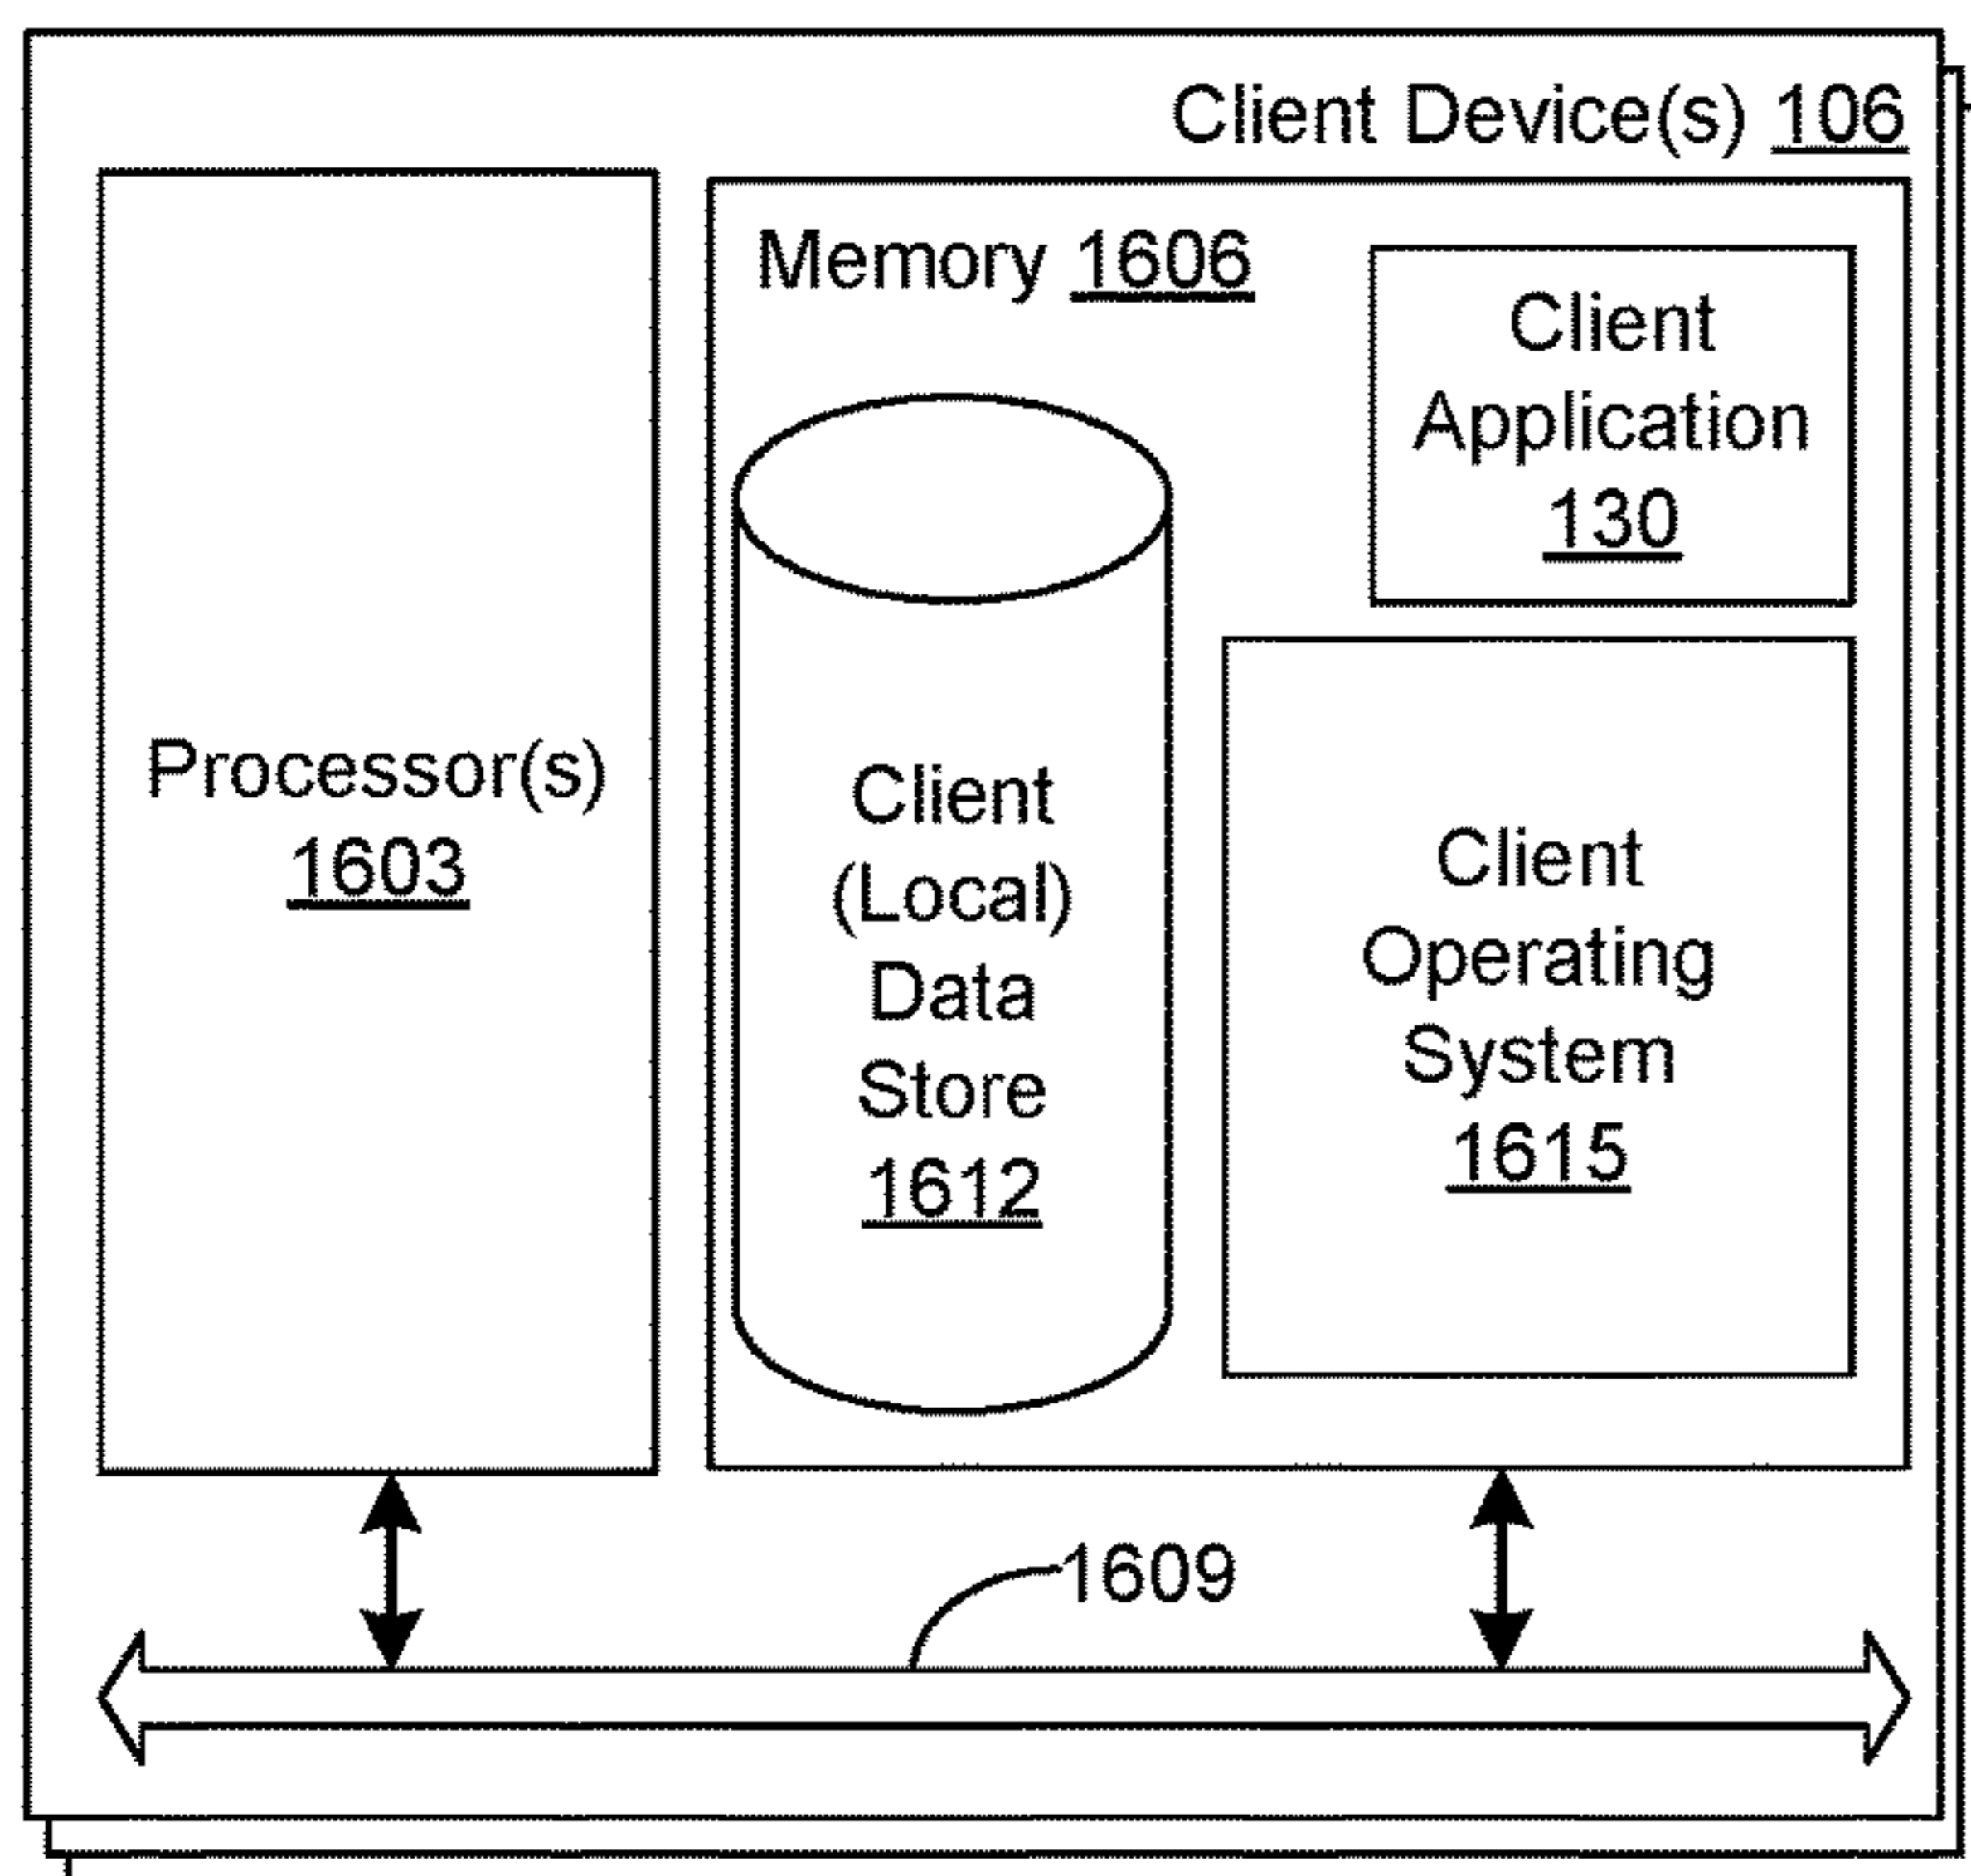 Client Device(s) 106
Memory 1606
Client
Application
130
Processor(s)
1603
Client
(Local)
Data
Store
1612
Client
Operating
System
1615
1609